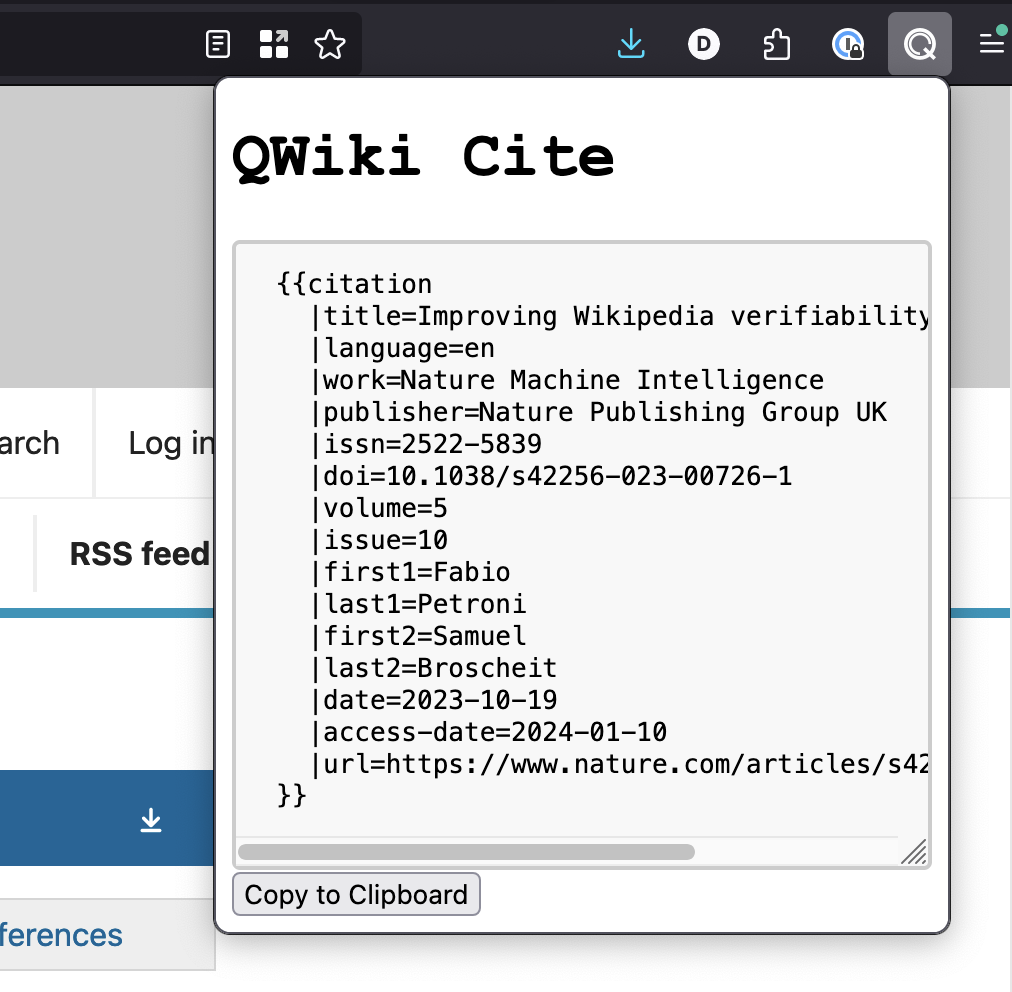 D
QWiki Cite
{{citation
|title=Improving Wikipedia verifiability
|language=en
|work=Nature Machine Intelligence
|publisher=Nature Publishing Group UK
|issn=2522-5839
|doi=10.1038/s42256-023-00726-1
|volume=5
|issue=10
|first1=Fabio
|last1=Petroni
|first2=Samuel
|last2=Broscheit
|date=2023-10-19
|access-date=2024-01-10
|url=https://www.nature.com/articles/s42
}}
Copy to Clipboard
arch
Log in
RSS feed
ferences